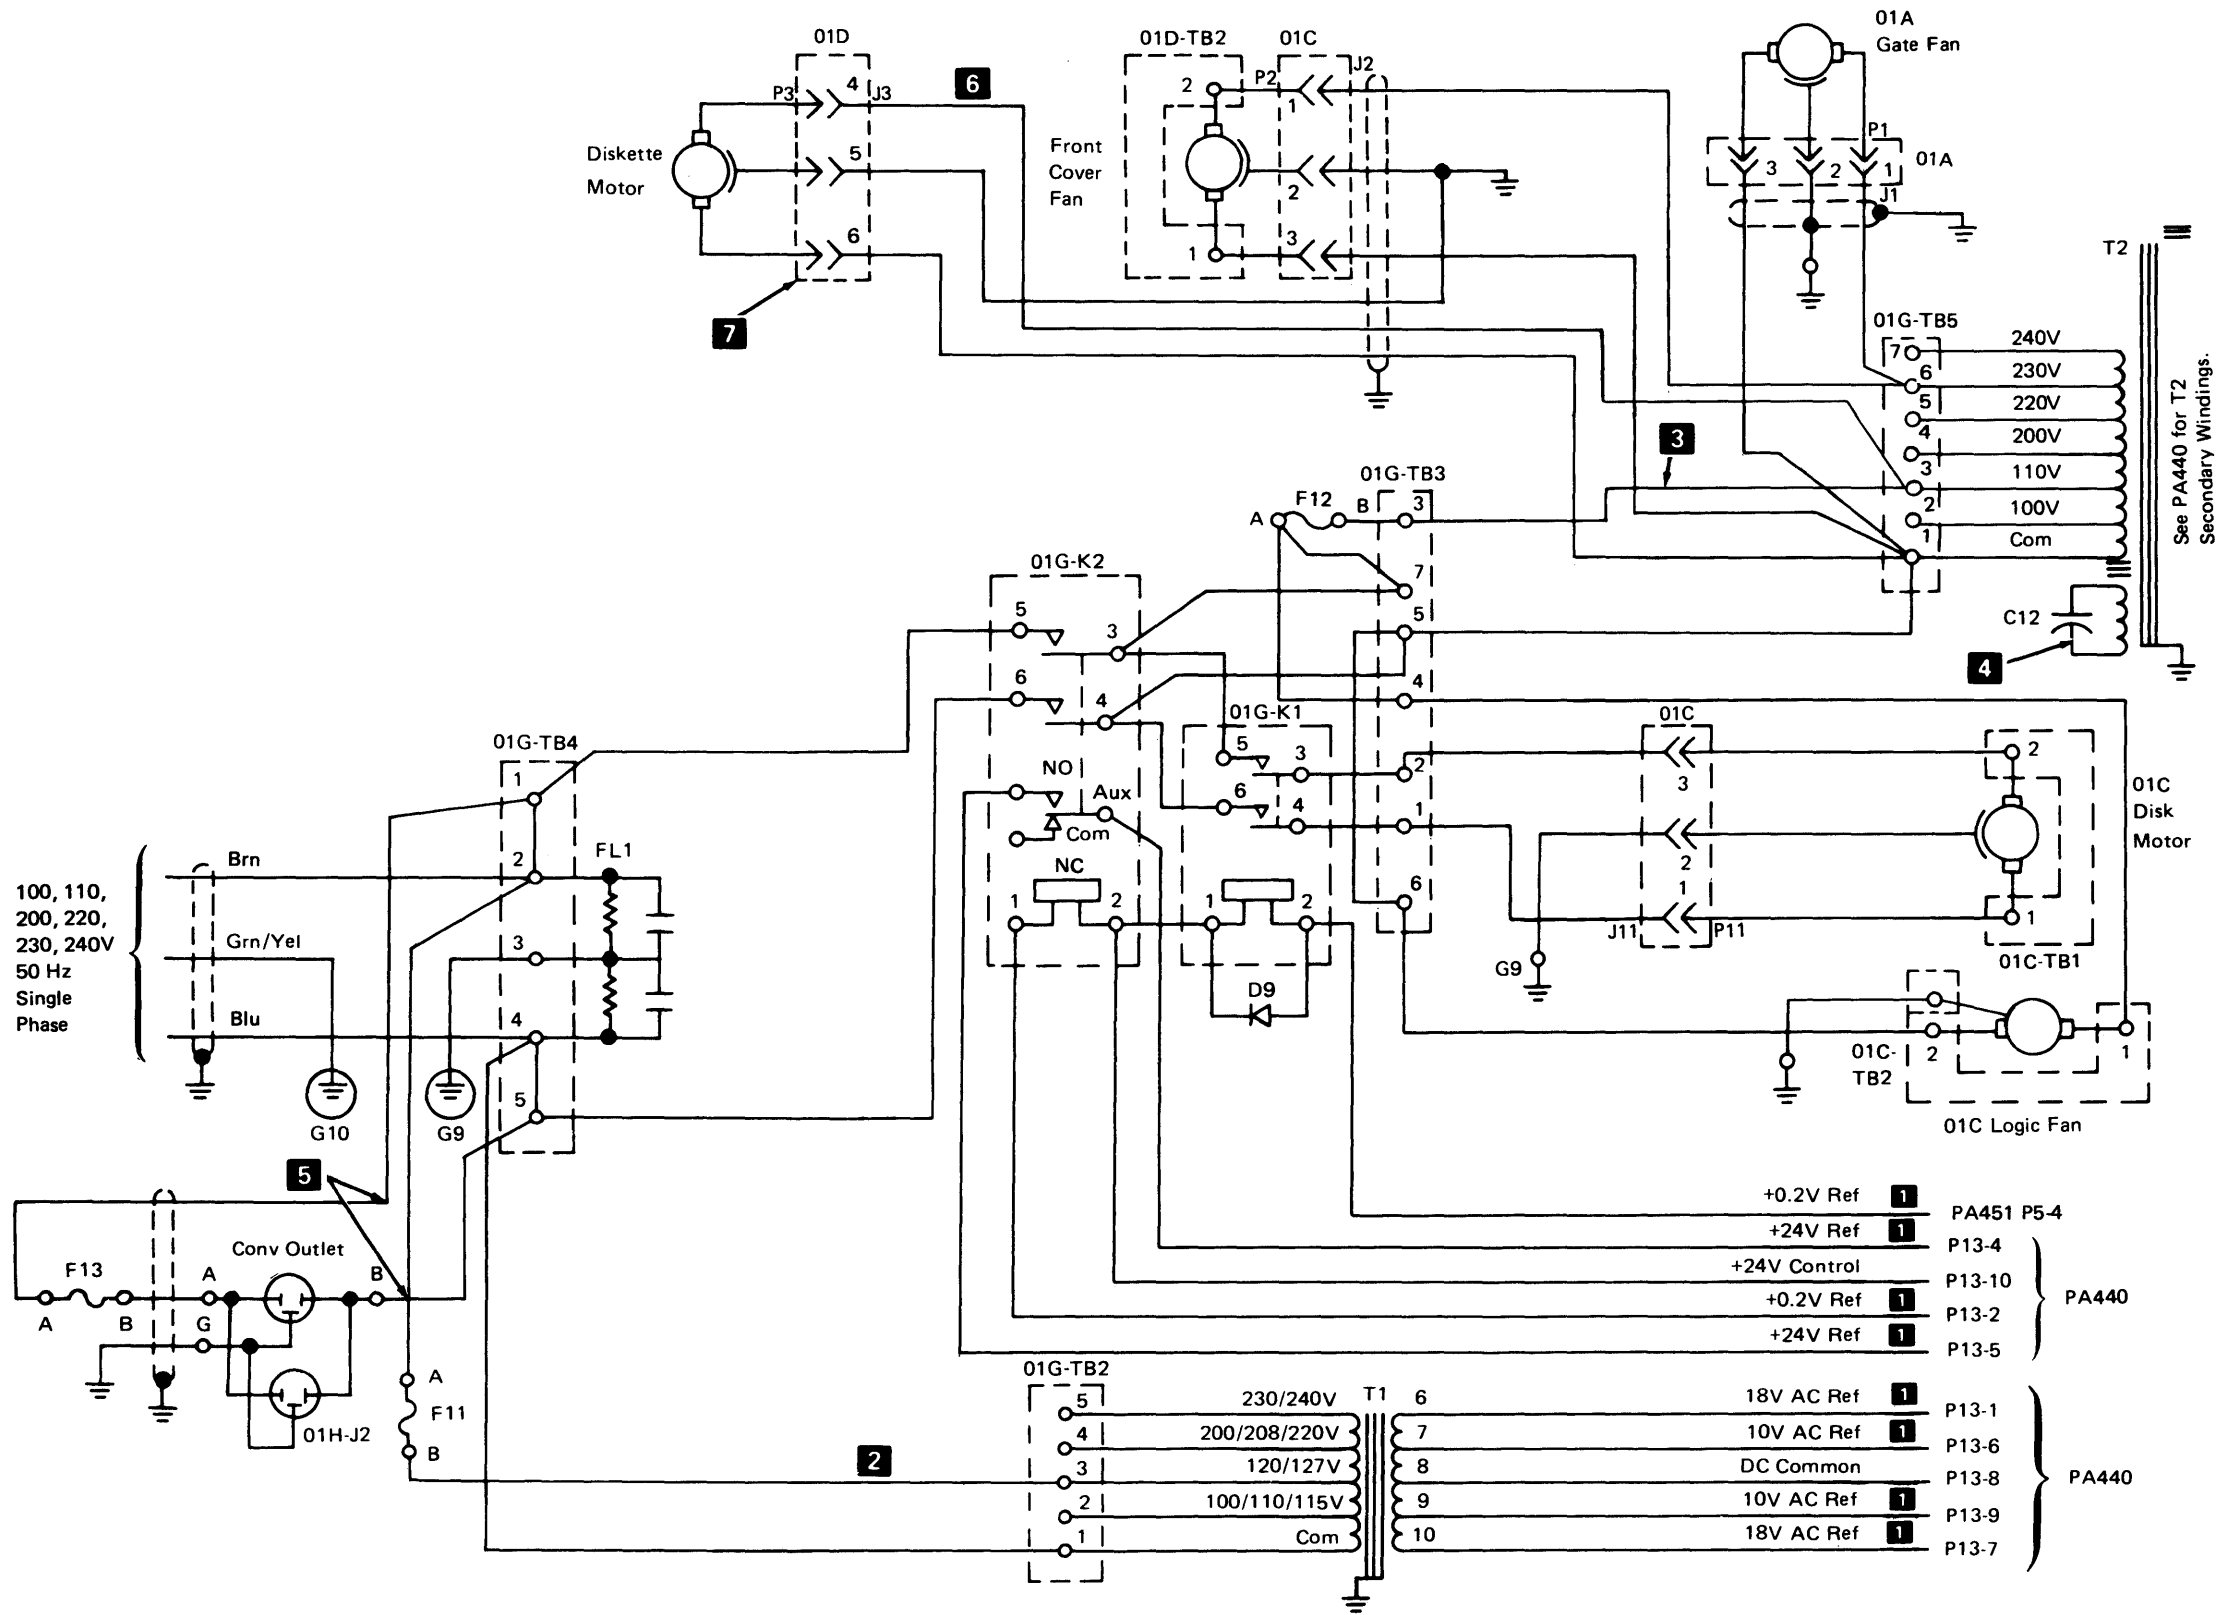 01A
Gate Fan
01D
01D-TB2
01C
6
4
P3
J3
2
P2
J2
1
P1
3
2
1
01A
J1
Diskette
Motor
5
Front
Cover
Fan
2
6
1
3
7
T2
01G-TB5
240V
7
6
230V
5
220V
4
200V
3
110V
2
100V
1
Com
See PA440 for T2
Secondary Windings.
3
01G-TB3
F12
A
B
3
7
5
4
2
1
6
C12
4
01G-K2
5
3
6
4
NO
Aux
Com
NC
1
2
01G-K1
5
3
6
4
1
2
D9
01C
3
2
1
J11
P11
G9
2
1
01C
Disk
Motor
01C-TB1
01C-
TB2
2
1
01C Logic Fan
01G-TB4
1
2
3
4
5
FL1
Brn
Grn/Yel
Blu
100, 110,
200, 220,
230, 240V
50 Hz
Single
Phase
G10
G9
5
Conv Outlet
F13
A
B
A
G
B
01H-J2
A
F11
B
2
+0.2V Ref 1 PA451 P5-4
+24V Ref 1 P13-4
+24V Control P13-10
+0.2V Ref 1 P13-2
+24V Ref 1 P13-5
PA440
01G-TB2
5 230/240V
4 200/208/220V
3 120/127V
2 100/110/115V
1 Com
T1
6 18V AC Ref 1 P13-1
7 10V AC Ref 1 P13-6
8 DC Common P13-8
9 10V AC Ref 1 P13-9
10 18V AC Ref 1 P13-7
PA440